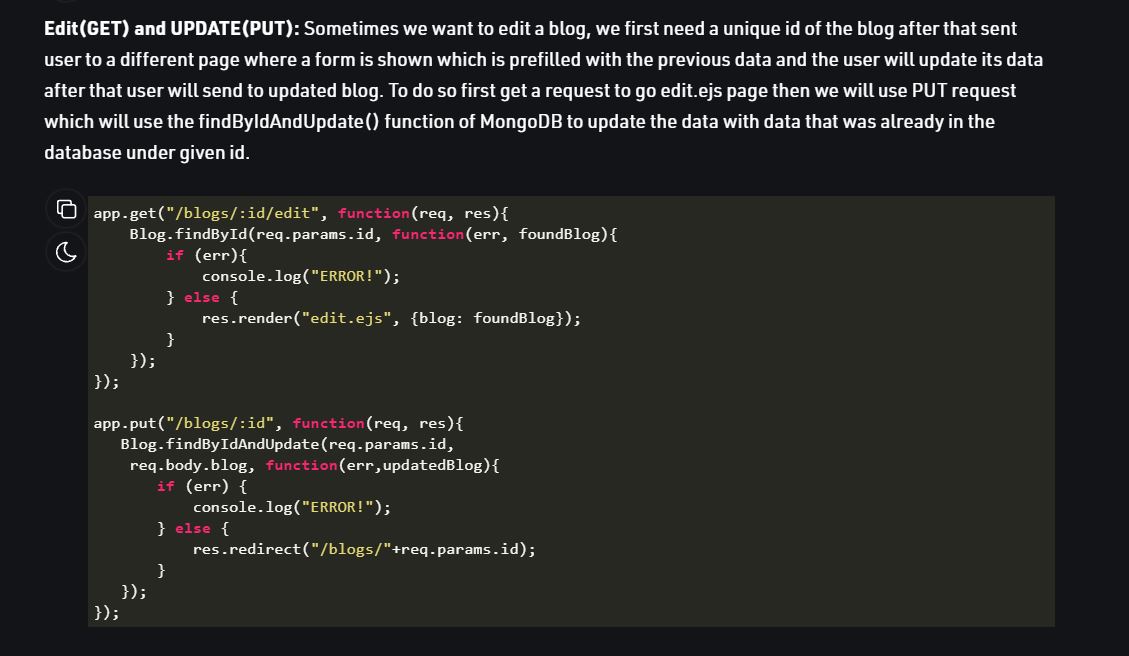 Edit(GET) and UPDATE(PUT): Sometimes we want to edit a blog, we first need a unique id of the blog after that sent
user to a different page where a form is shown which is prefilled with the previous data and the user will update its data
after that user will send to updated blog. To do so first get a request to go edit.ejs page then we will use PUT request
which will use the findByIdAndUpdate() function of MongoDB to update the data with data that was already in the
database under given id.
app.get("/blogs/:id/edit", function(req, res){
    Blog.findById(req.params.id, function(err, foundBlog){
        if (err){
            console.log("ERROR!");
        } else {
            res.render("edit.ejs", {blog: foundBlog});
        }
    });
});
app.put("/blogs/:id", function(req, res){
   Blog.findByIdAndUpdate(req.params.id,
    req.body.blog, function(err,updatedBlog){
       if (err) {
           console.log("ERROR!");
       } else {
           res.redirect("/blogs/"+req.params.id);
       }
   });
});